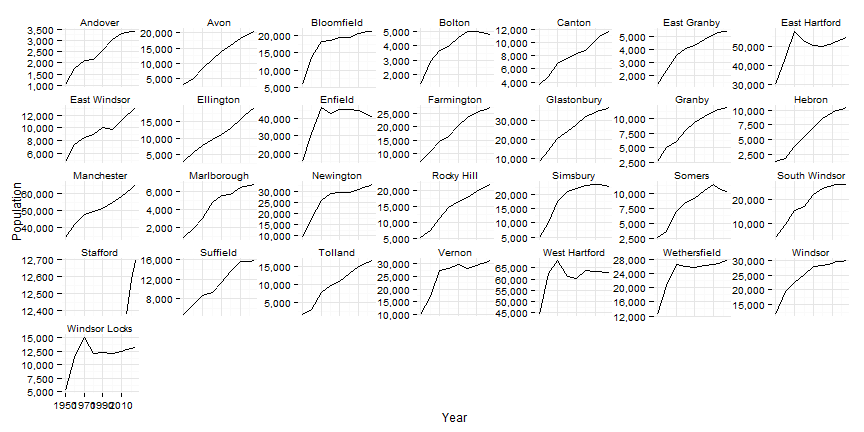 Andover Avon Bloomfield Bolton Canton East Granby East Hartford
3,500 3,000 2,500 2,000 1,500 1,000
20,000 15,000 10,000 5,000
20,000 15,000 10,000 5,000
5,000 4,000 3,000 2,000
12,000 10,000 8,000 6,000 4,000
5,000 4,000 3,000 2,000
50,000 40,000 30,000
East Windsor Ellington Enfield Farmington Glastonbury Granby Hebron
12,000 10,000 8,000 6,000
15,000 10,000 5,000
40,000 30,000 20,000
25,000 20,000 15,000 10,000
30,000 20,000 10,000
10,000 7,500 5,000 2,500
10,000 7,500 5,000 2,500
Manchester Marlborough Newington Rocky Hill Simsbury Somers South Windsor
60,000 50,000 40,000
6,000 4,000 2,000
30,000 25,000 20,000 15,000 10,000
20,000 15,000 10,000 5,000
20,000 15,000 10,000 5,000
10,000 7,500 5,000 2,500
20,000 10,000
Stafford Suffield Tolland Vernon West Hartford Wethersfield Windsor
12,700 12,600 12,500 12,400
16,000 12,000 8,000
15,000 10,000 5,000
30,000 25,000 20,000 15,000 10,000
65,000 60,000 55,000 50,000 45,000
28,000 24,000 20,000 16,000 12,000
30,000 25,000 20,000 15,000
Windsor Locks
15,000 12,500 10,000 7,500 5,000
1950 1970 1990 2010
Population
Year